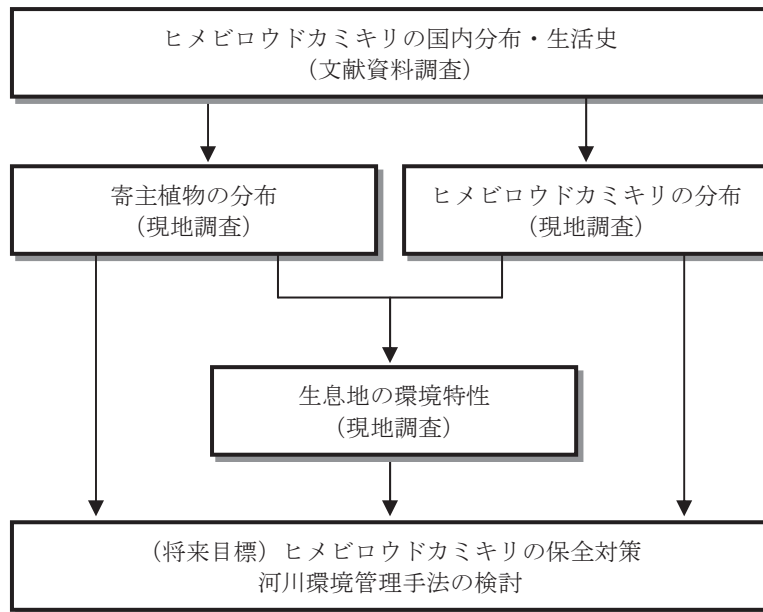 ヒメビロウドカミキリの国内分布・生活史
(文献資料調査)
寄主植物の分布
(現地調査)
ヒメビロウドカミキリの分布
(現地調査)
生息地の環境特性
(現地調査)
(将来目標)ヒメビロウドカミキリの保全対策
河川環境管理手法の検討